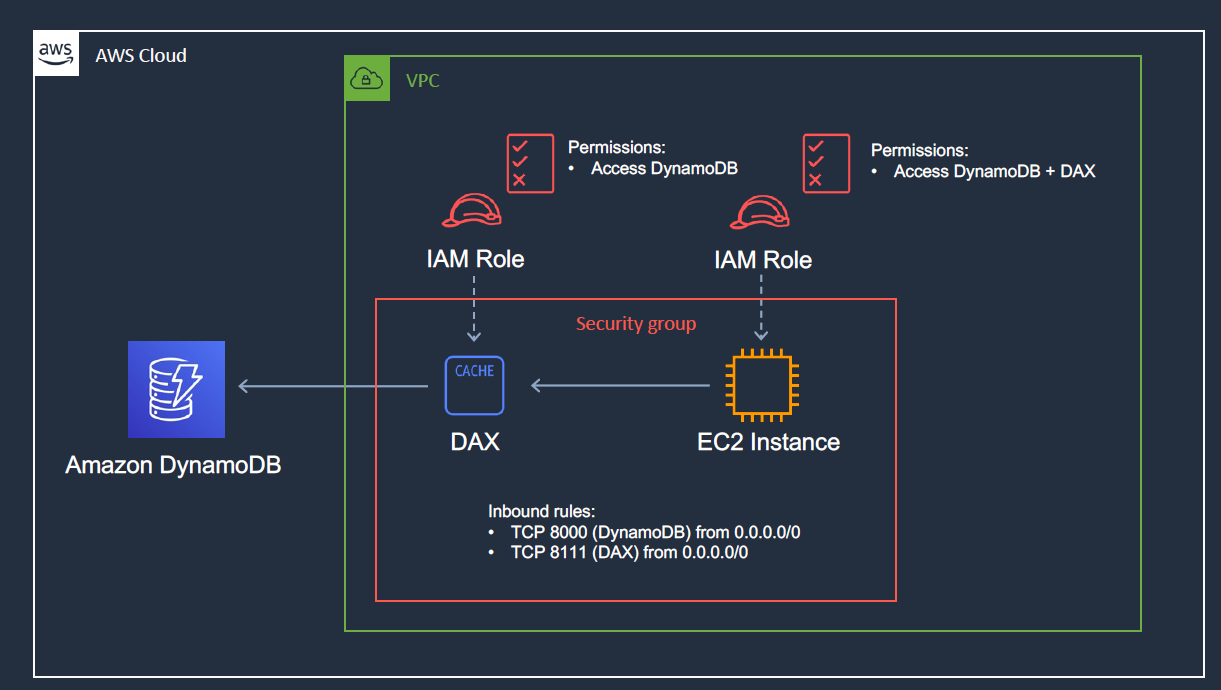 aws
AWS Cloud
VPC
Permissions:
• Access DynamoDB
Permissions:
• Access DynamoDB + DAX
IAM Role
IAM Role
Security group
CACHE
DAX
EC2 Instance
Amazon DynamoDB
Inbound rules:
• TCP 8000 (DynamoDB) from 0.0.0.0/0
• TCP 8111 (DAX) from 0.0.0.0/0